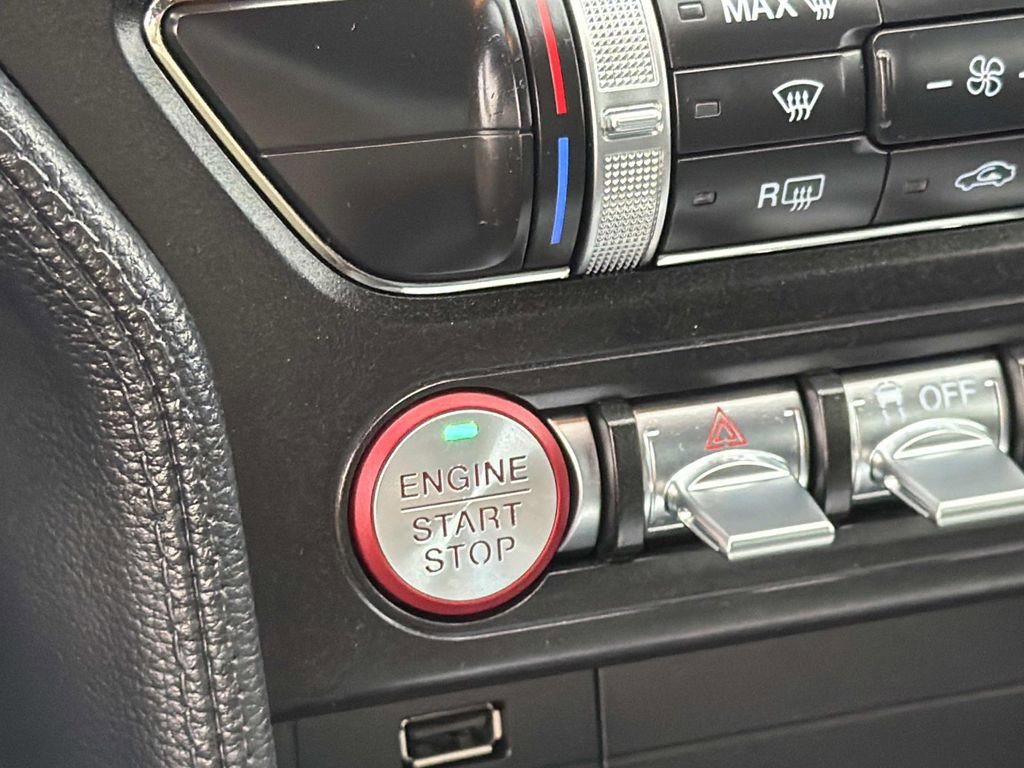 MAX
R
OFF
ENGINE
START
STOP